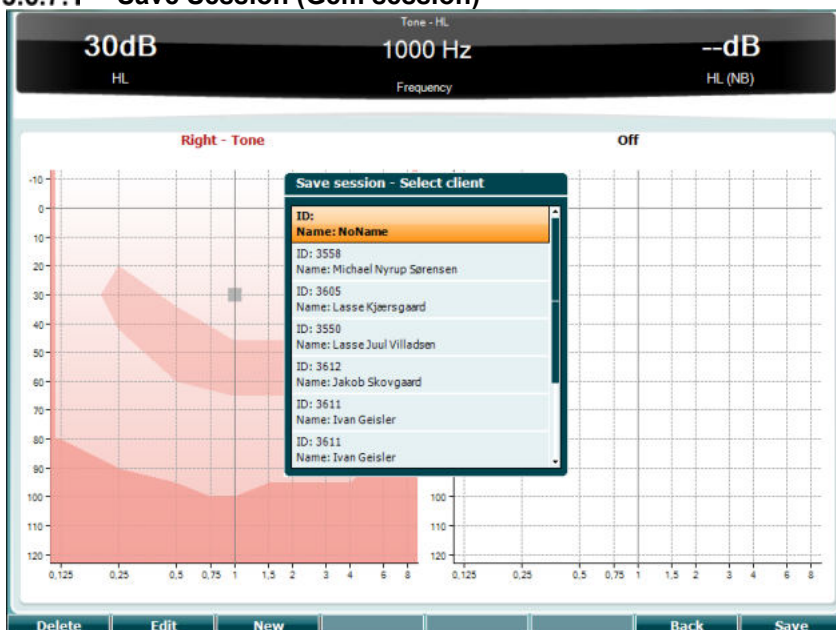 3.3.7.1 Save Session (Gem session)
Tone - HL
30dB 1000 Hz --dB
HL Frequency HL (NB)
Right - Tone Off
Save session - Select client
ID:
Name: NoName
ID: 3558
Name: Michael Nyrup Sørensen
ID: 3605
Name: Lasse Kjærsgaard
ID: 3550
Name: Lasse Juul Villadsen
ID: 3612
Name: Jakob Skovgaard
ID: 3611
Name: Ivan Geisler
ID: 3611
Name: Ivan Geisler
-10
0
10
20
30
40
50
60
70
80
90
100 100
110 110
120 120
0,125 0,25 0,5 0,75 1 1,5 2 3 4 6 8 0,125 0,25 0,5 0,75 1 1,5 2 3 4 6 8
Delete Edit New Back Save